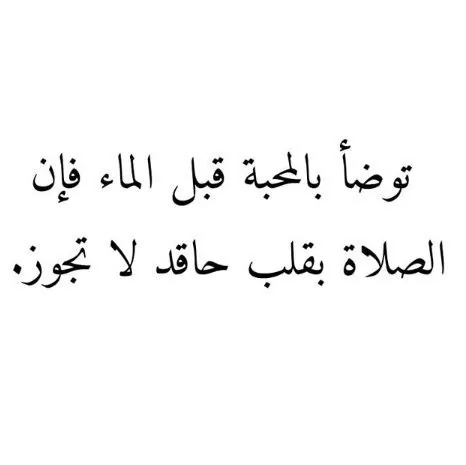 توضأ بالمحبة قبل الماء فإن
الصلاة بقلب حاقد لا تجوز.